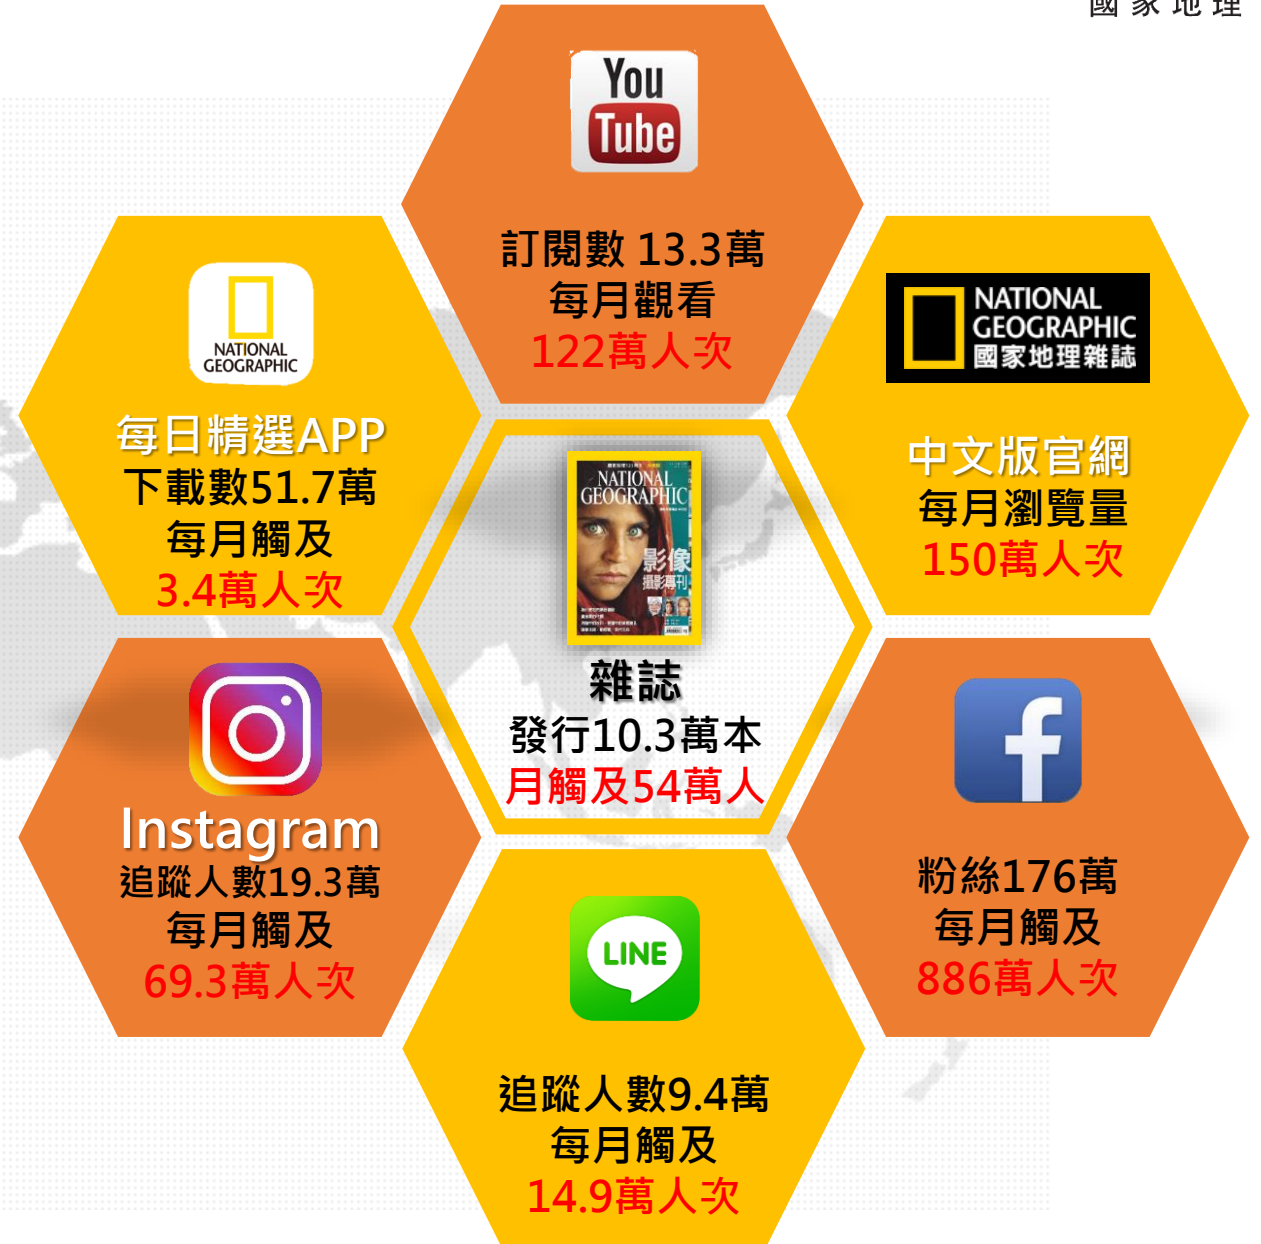 國家地理
You
Tube
訂閱數 13.3萬
每月觀看
122萬人次
NATIONAL
GEOGRAPHIC
每日精選APP
下載數51.7萬
每月觸及
3.4萬人次
NATIONAL
GEOGRAPHIC
國家地理雜誌
中文版官網
每月瀏覽量
150萬人次
NATIONAL
GEOGRAPHIC
影像
攝影專刊
雜誌
發行10.3萬本
月觸及54萬人
Instagram
追蹤人數19.3萬
每月觸及
69.3萬人次
粉絲176萬
每月觸及
886萬人次
LINE
追蹤人數9.4萬
每月觸及
14.9萬人次